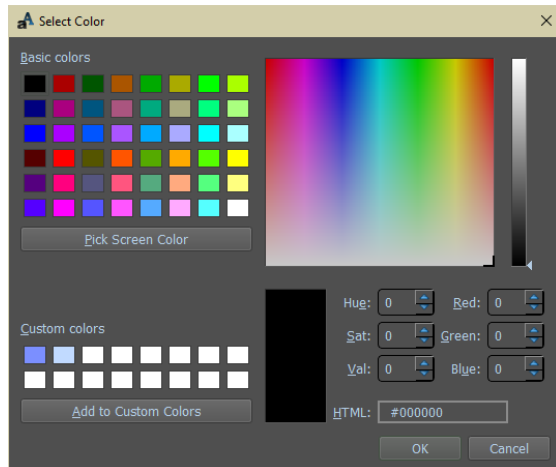 Select Color
Basic colors
Pick Screen Color
Custom colors
Add to Custom Colors
Hue: 0 Red: 0
Sat: 0 Green: 0
Val: 0 Blue: 0
HTML: #000000
OK Cancel